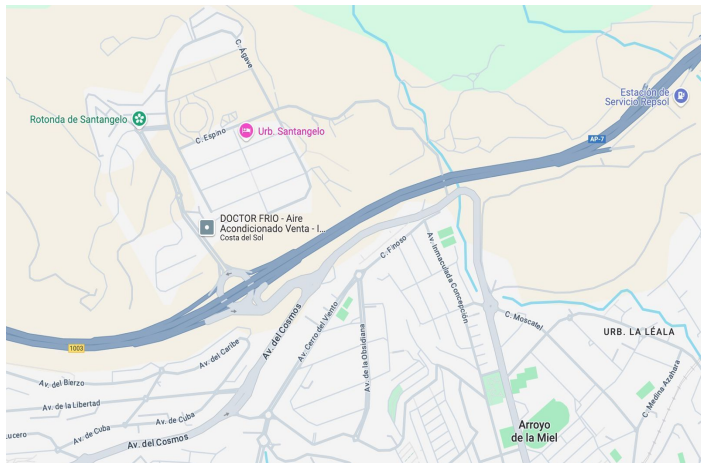 C. Ágave
Estación de
Servicio Repsol
Rotonda de Santangelo
C. Espino
Urb. Santangelo
AP-7
DOCTOR FRIO - Aire
Acondicionado Venta - I...
Costa del Sol
C. Finoso
Av. Inmaculada Concepción
Av. del Cosmos
Av. Cerro del Viento
C. Moscatel
URB. LA LEALA
1003
Av. del Caribe
Av. de la Obsidiana
C. Medina Azahara
Av. del Bierzo
Av. de la Libertad
Av. de Cuba
Lucero
Av. de Cuba
Av. del Cosmos
Arroyo
de la Miel